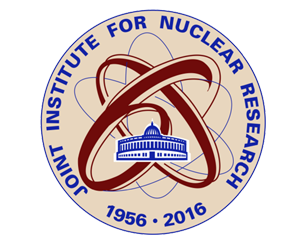 JOINT INSTITUTE FOR NUCLEAR RESEARCH
1956 · 2016